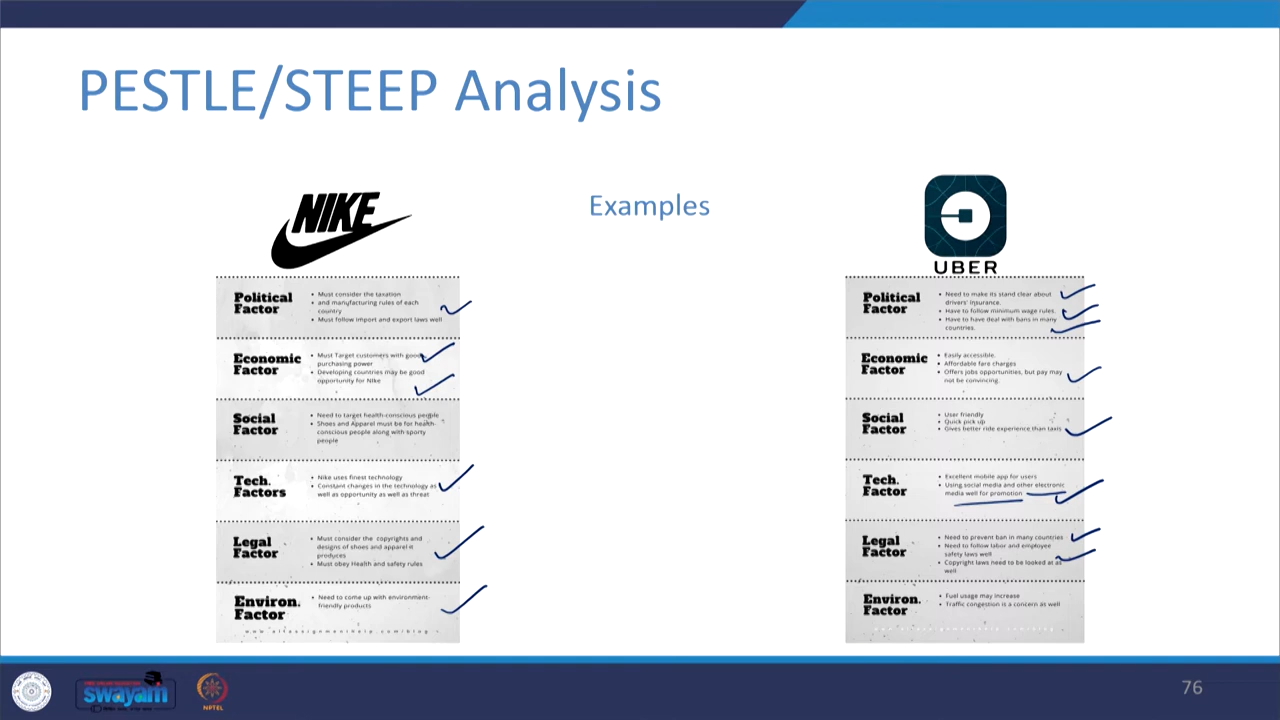 PESTLE/STEEP Analysis
Examples
NIKE
Political
Factor
• Must consider the taxation
• and manufacturing rules of each
country
• Must follow import and export laws well
Economic
Factor
• Must Target customers with good
purchasing power
• Developing countries may be good
opportunity for Nike
Social
Factor
• Need to target health-conscious people
• Shoes and Apparel must be for health-
conscious people along with sporty
people
Tech.
Factors
• Nike uses finest technology
• Constant changes in the technology as
well as opportunity as well as threat
Legal
Factor
• Must consider the copyrights and
designs of shoes and apparel it
produces
• Must obey Health and safety rules
Environ.
Factor
• Need to come up with environment-
friendly products
www.allassignmenthelp.com/blog
UBER
Political
Factor
• Need to make its stand clear about
drivers' insurance.
• Have to follow minimum wage rules.
• Have to have deal with bans in many
countries.
Economic
Factor
• Easily accessible.
• Affordable fare charges
• Offers jobs opportunities, but pay may
not be convincing.
Social
Factor
• User friendly
• Quick pick up
• Gives better ride experience than taxis
Tech.
Factor
• Excellent mobile app for users
• Using social media and other electronic
media well for promotion
Legal
Factor
• Need to prevent ban in many countries
• Need to follow labor and employee
safety laws well
• Copyright laws need to be looked at as
well
Environ.
Factor
• Fuel usage may increase
• Traffic congestion is a concern as well
www.allassignmenthelp.com/blog
swayam
NPTEL
76